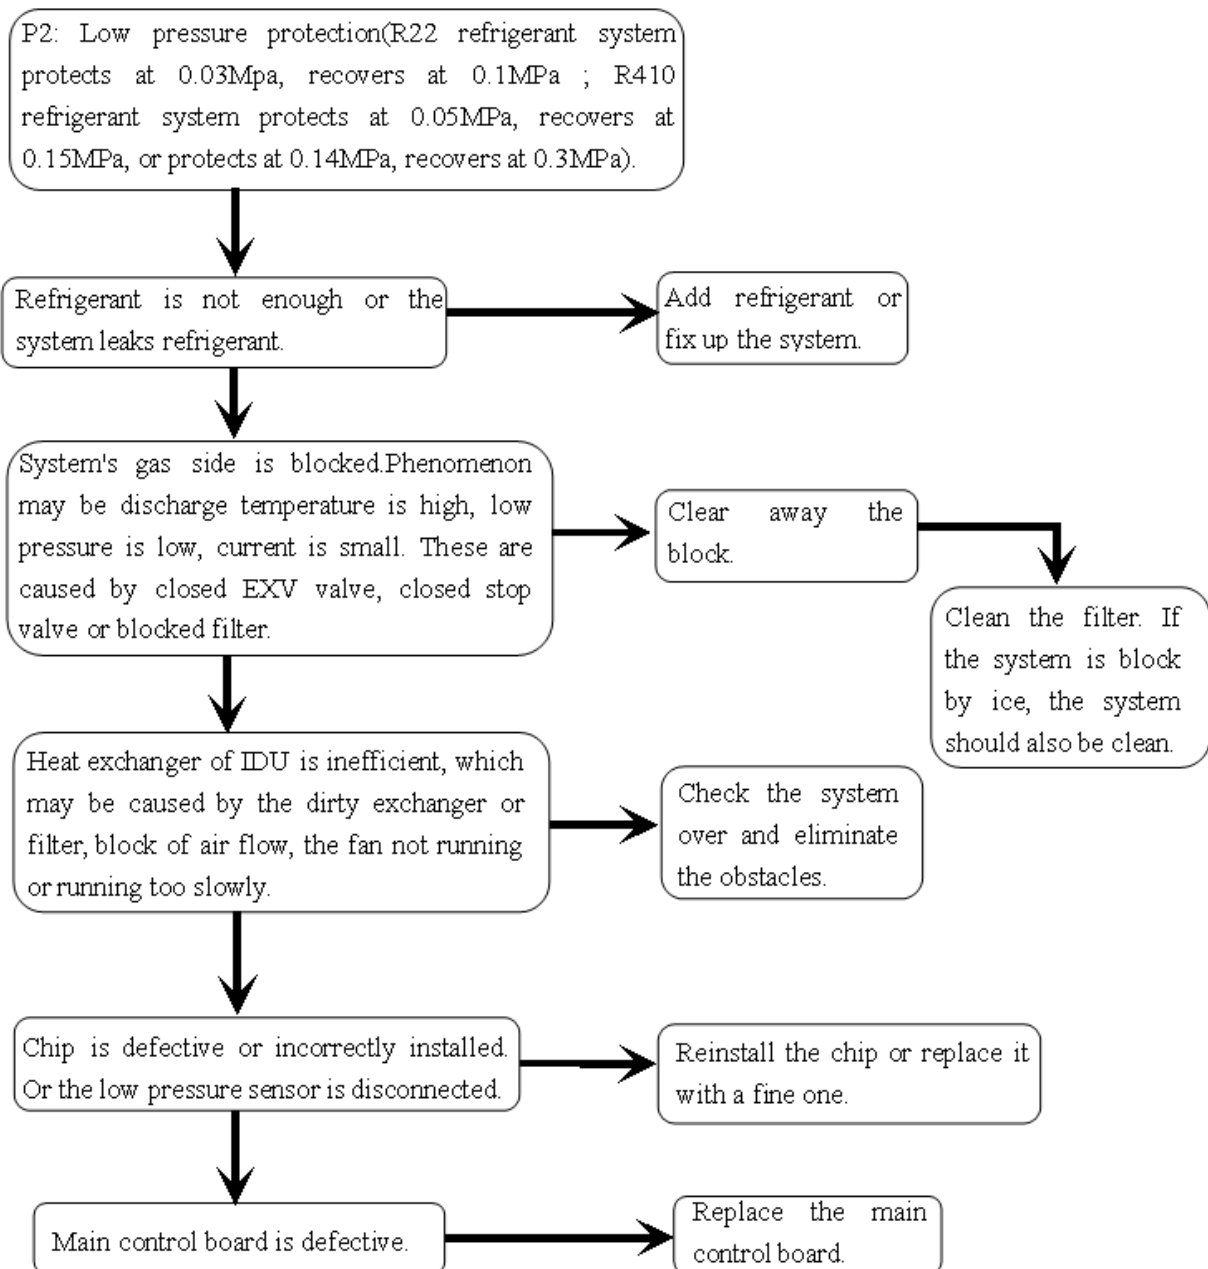 P2: Low pressure protection(R22 refrigerant system
protects at 0.03Mpa, recovers at 0.1MPa ; R410
refrigerant system protects at 0.05MPa, recovers at
0.15MPa, or protects at 0.14MPa, recovers at 0.3MPa).
Refrigerant is not enough or the
system leaks refrigerant.
Add refrigerant or
fix up the system.
System's gas side is blocked.Phenomenon
may be discharge temperature is high, low
pressure is low, current is small. These are
caused by closed EXV valve, closed stop
valve or blocked filter.
Clear away the
block.
Clean the filter. If
the system is block
by ice, the system
should also be clean.
Heat exchanger of IDU is inefficient, which
may be caused by the dirty exchanger or
filter, block of air flow, the fan not running
or running too slowly.
Check the system
over and eliminate
the obstacles.
Chip is defective or incorrectly installed.
Or the low pressure sensor is disconnected.
Reinstall the chip or replace it
with a fine one.
Main control board is defective.
Replace the main
control board.